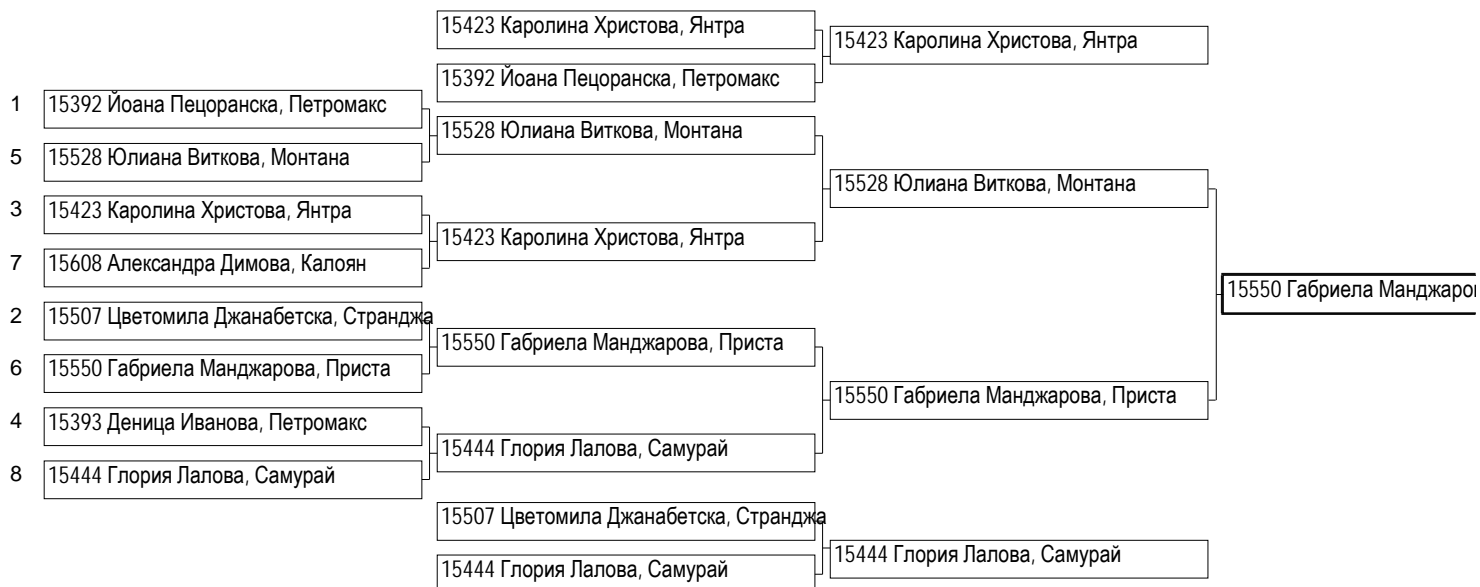 15423 Каролина Христова, Янтра
15423 Каролина Христова, Янтра
15392 Йоана Пецоранска, Петромакс
1 15392 Йоана Пецоранска, Петромакс
15528 Юлиана Виткова, Монтана
5 15528 Юлиана Виткова, Монтана
15528 Юлиана Виткова, Монтана
3 15423 Каролина Христова, Янтра
15423 Каролина Христова, Янтра
7 15608 Александра Димова, Калоян
15550 Габриела Манджаро
2 15507 Цветомила Джанабетска, Странджа
15550 Габриела Манджарова, Приста
6 15550 Габриела Манджарова, Приста
15550 Габриела Манджарова, Приста
4 15393 Деница Иванова, Петромакс
15444 Глория Лалова, Самурай
8 15444 Глория Лалова, Самурай
15507 Цветомила Джанабетска, Странджа
15444 Глория Лалова, Самурай
15444 Глория Лалова, Самурай